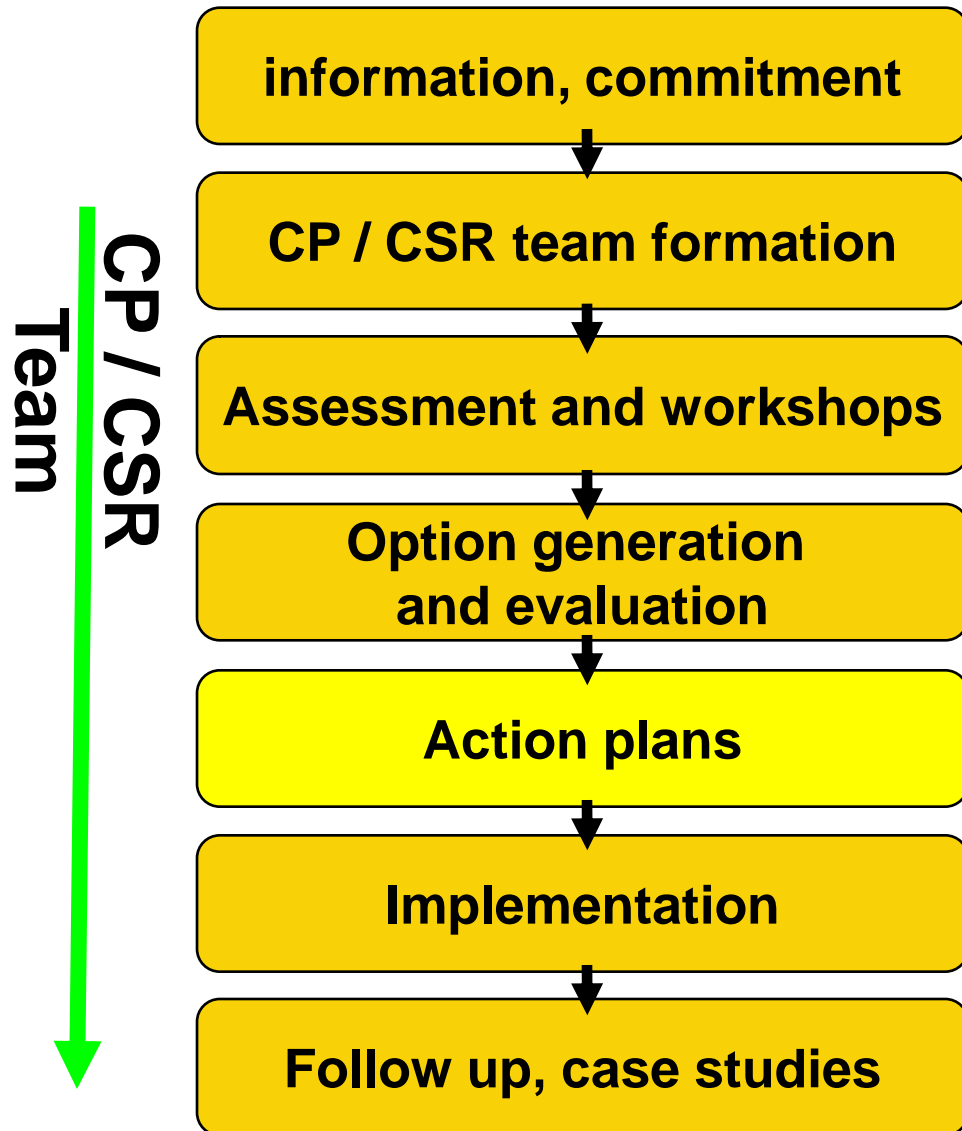 information, commitment
CP / CSR team formation
Assessment and workshops
Option generation
and evaluation
Action plans
Implementation
Follow up, case studies
CP / CSR
Team